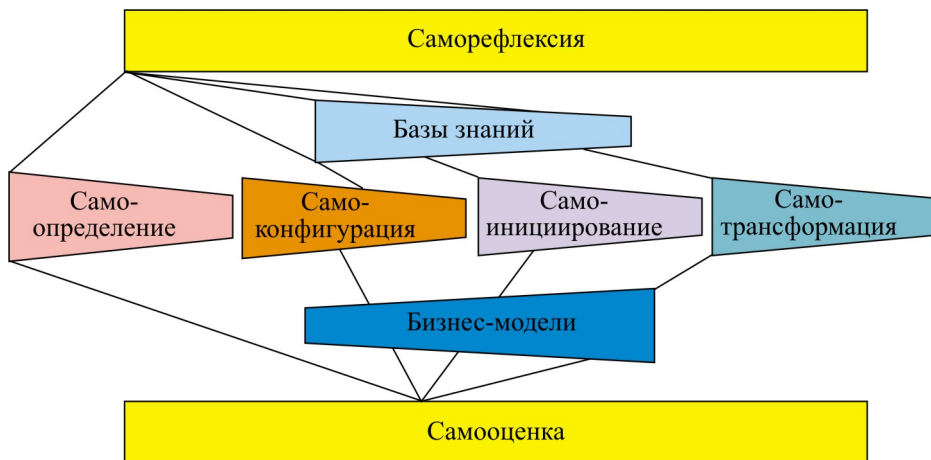 Саморефлексия
Базы знаний
Само-
определение
Само-
конфигурация
Само-
инициирование
Само-
трансформация
Бизнес-модели
Самооценка